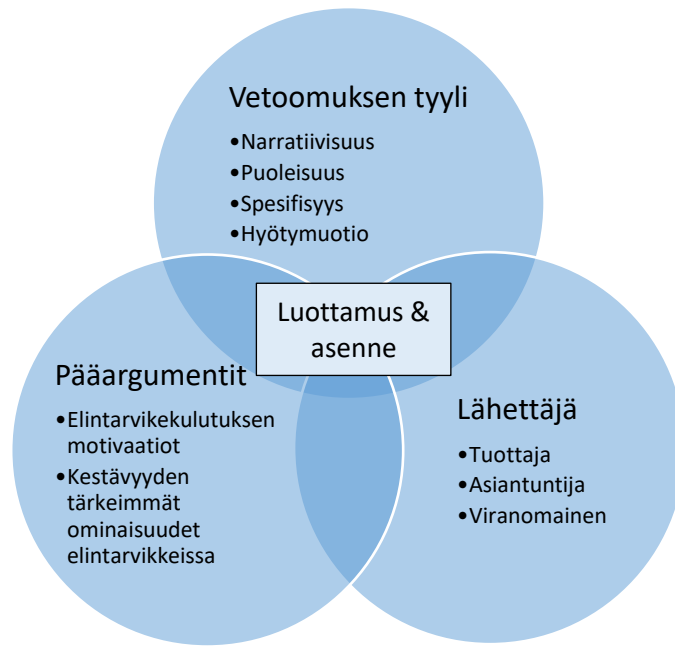 Vetoomuksen tyyli
•Narratiivisuus
•Puoleisuus
•Spesifisyys
•Hyötymuotio
Luottamus &
asenne
Pääargumentit
•Elintarvikekulutuksen
motivaatiot
•Kestävyyden
tärkeimmät
ominaisuudet
elintarvikkeissa
Lähettäjä
•Tuottaja
•Asiantuntija
•Viranomainen